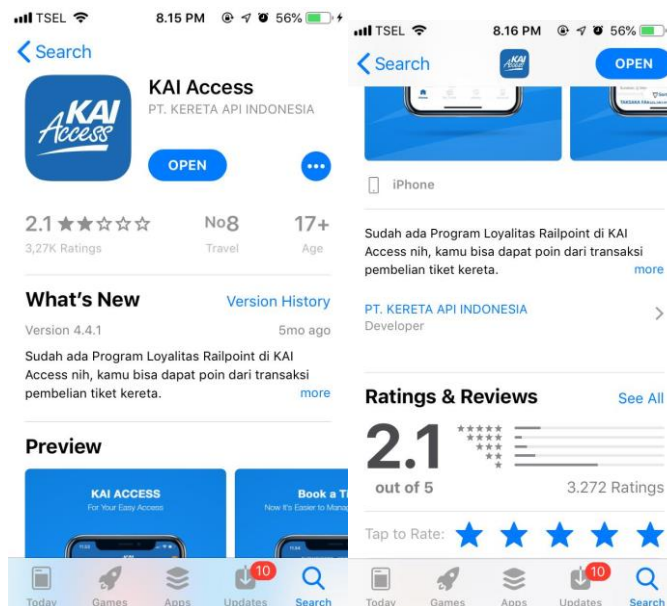 TSEL 8.15 PM 56%
Search
KAI Access
KAI Access
PT. KERETA API INDONESIA
OPEN
2.1 No8 17+
3,27K Ratings Travel Age
What's New Version History
Version 4.4.1 5mo ago
Sudah ada Program Loyalitas Railpoint di KAI
Access nih, kamu bisa dapat poin dari transaksi
pembelian tiket kereta. more
Preview
KAI ACCESS
For Your Easy Access
Book a Ti
Now It's Easier to Manag
10
Today Games Apps Updates Search
TSEL 8.16 PM 56%
Search KAI Access OPEN
iPhone
Sudah ada Program Loyalitas Railpoint di KAI
Access nih, kamu bisa dapat poin dari transaksi
pembelian tiket kereta. more
PT. KERETA API INDONESIA
Developer
Ratings & Reviews See All
2.1
out of 5 3.272 Ratings
Tap to Rate:
10
Today Games Apps Updates Search